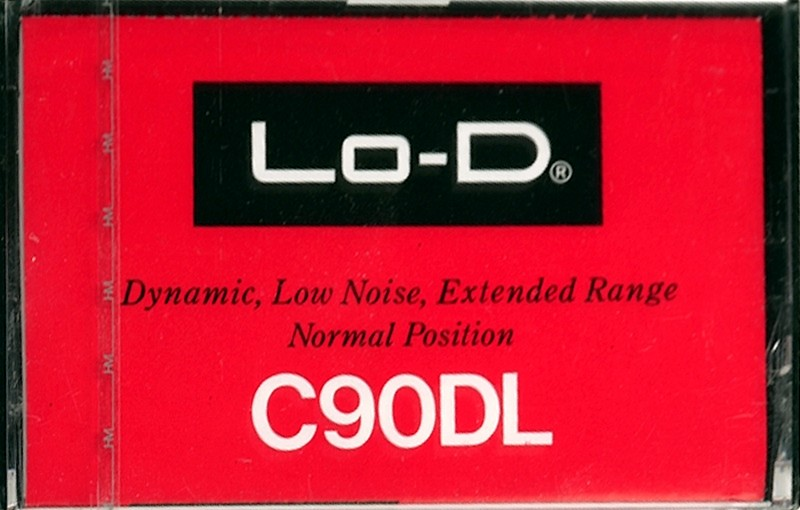 Lo-D®
Dynamic, Low Noise, Extended Range
Normal Position
C90DL